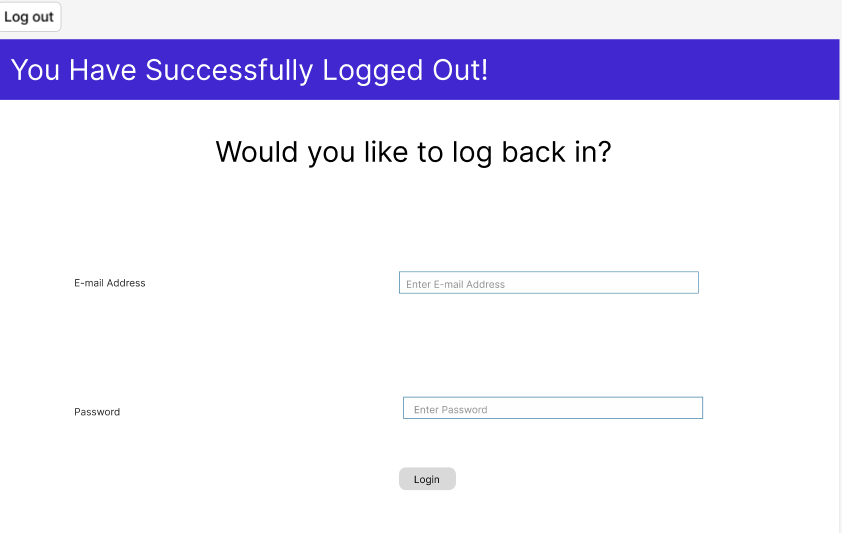 Log out
You Have Successfully Logged Out!
Would you like to log back in?
E-mail Address
Enter E-mail Address
Password
Enter Password
Login